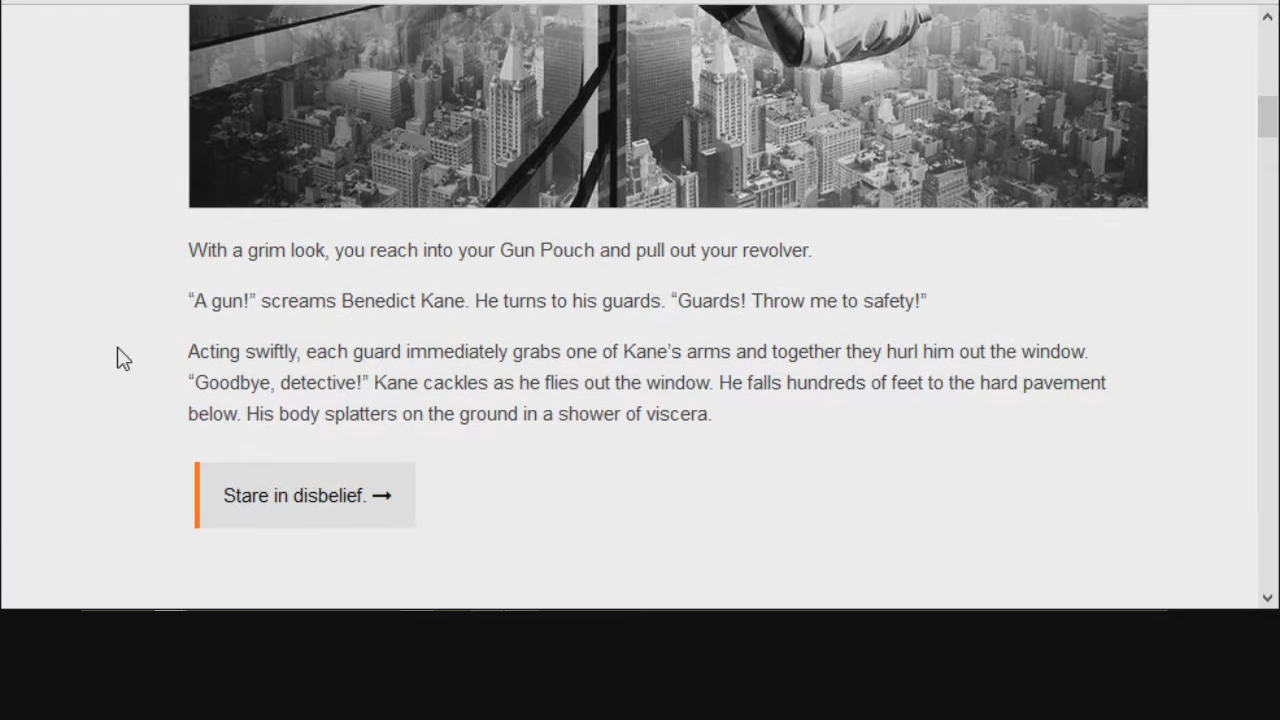 With a grim look, you reach into your Gun Pouch and pull out your revolver.
“A gun!” screams Benedict Kane. He turns to his guards. “Guards! Throw me to safety!”
Acting swiftly, each guard immediately grabs one of Kane’s arms and together they hurl him out the window.
“Goodbye, detective!” Kane cackles as he flies out the window. He falls hundreds of feet to the hard pavement
below. His body splatters on the ground in a shower of viscera.
Stare in disbelief. →